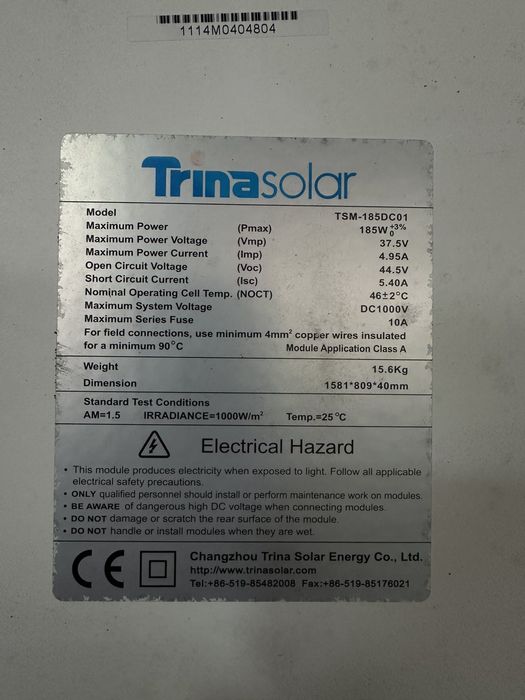 1114M0404804
Trinasolar
Model TSM-185DC01
Maximum Power (Pmax) 185W +3% 0
Maximum Power Voltage (Vmp) 37.5V
Maximum Power Current (Imp) 4.95A
Open Circuit Voltage (Voc) 44.5V
Short Circuit Current (Isc) 5.40A
Nominal Operating Cell Temp. (NOCT) 46±2°C
Maximum System Voltage DC1000V
Maximum Series Fuse 10A
For field connections, use minimum 4mm² copper wires insulated
for a minimum 90°C Module Application Class A
Weight 15.6Kg
Dimension 1581*809*40mm
Standard Test Conditions
AM=1.5 IRRADIANCE=1000W/m² Temp.=25°C
Electrical Hazard
• This module produces electricity when exposed to light. Follow all applicable
electrical safety precautions.
• ONLY qualified personnel should install or perform maintenance work on modules.
• BE AWARE of dangerous high DC voltage when connecting modules.
• DO NOT damage or scratch the rear surface of the module.
• DO NOT handle or install modules when they are wet.
CE
Changzhou Trina Solar Energy Co., Ltd.
http://www.trinasolar.com
Tel:+86-519-85482008 Fax:+86-519-85176021